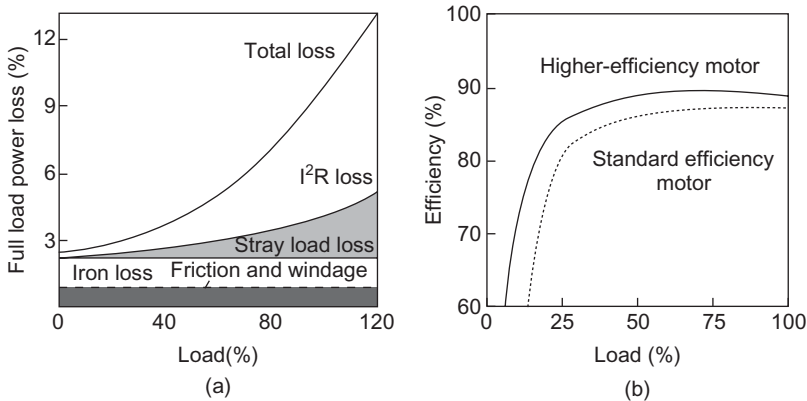 Full load power loss (%)
12
9
6
3
Total loss
I²R loss
Stray load loss
Iron loss
Friction and windage
0
40
80
120
Load(%)
(a)
Efficiency (%)
100
90
80
70
60
Higher-efficiency motor
Standard efficiency
motor
0
25
50
75
100
Load (%)
(b)